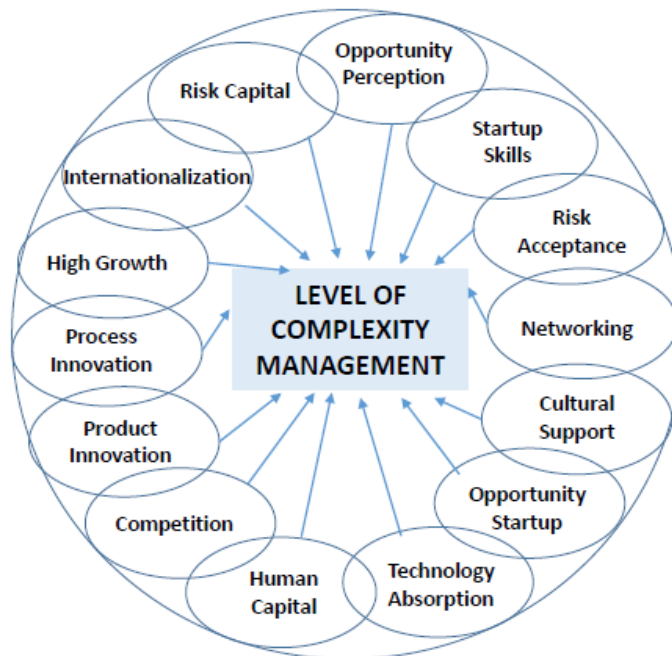 Opportunity
Perception
Risk Capital
Startup
Skills
Internationalization
Risk
Acceptance
High Growth
LEVEL OF
COMPLEXITY
MANAGEMENT
Networking
Process
Innovation
Cultural
Support
Product
Innovation
Opportunity
Startup
Competition
Human
Capital
Technology
Absorption